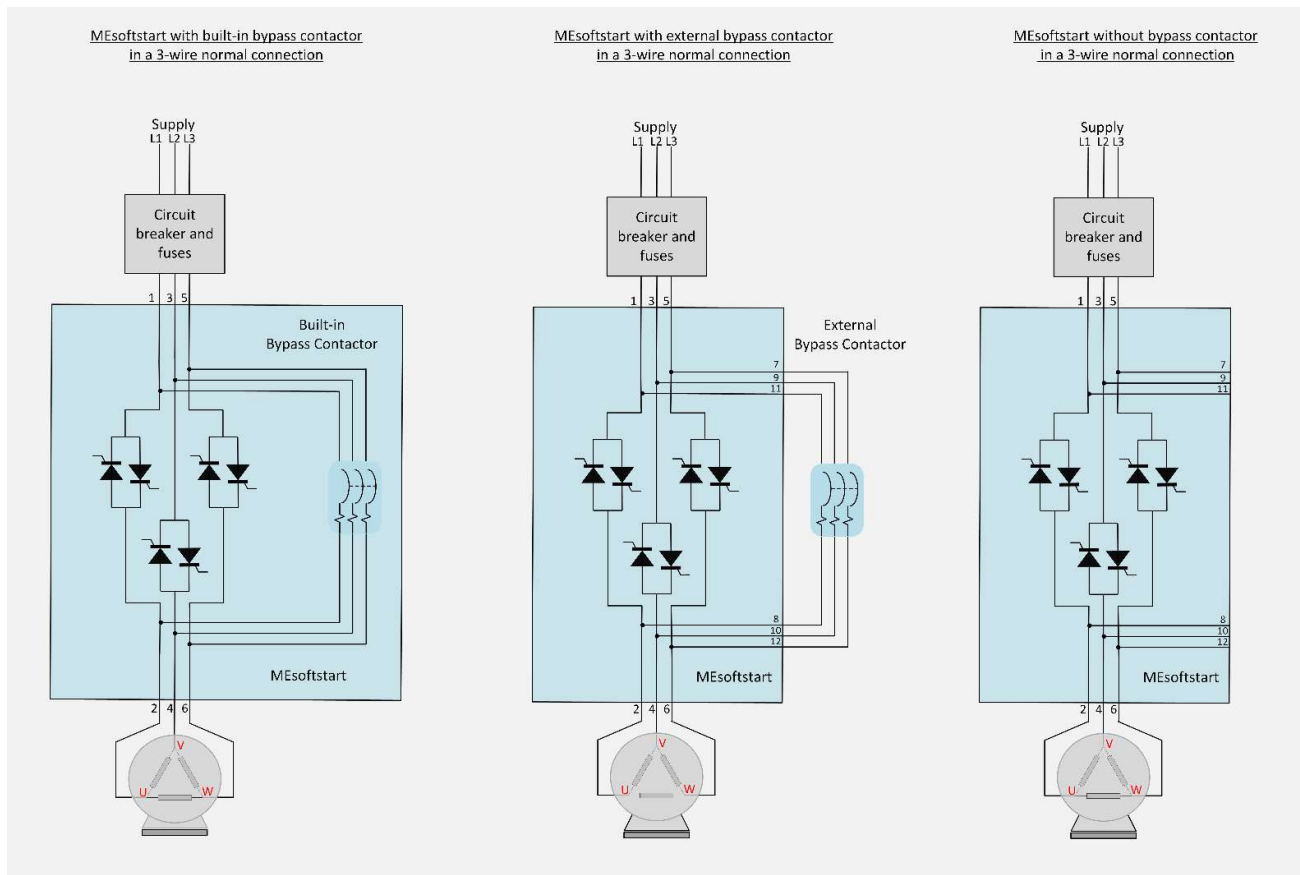 MEsoftstart with built-in bypass contactor
in a 3-wire normal connection
Supply
L1 L2 L3
Circuit
breaker and
fuses
1 3 5
Built-in
Bypass Contactor
MEsoftstart
2 4 6
V
U W
MEsoftstart with external bypass contactor
in a 3-wire normal connection
Supply
L1 L2 L3
Circuit
breaker and
fuses
1 3 5
External
Bypass Contactor
7
9
11
8
10
12
MEsoftstart
2 4 6
V
U W
MEsoftstart without bypass contactor
in a 3-wire normal connection
Supply
L1 L2 L3
Circuit
breaker and
fuses
1 3 5
7
9
11
8
10
12
MEsoftstart
2 4 6
V
U W